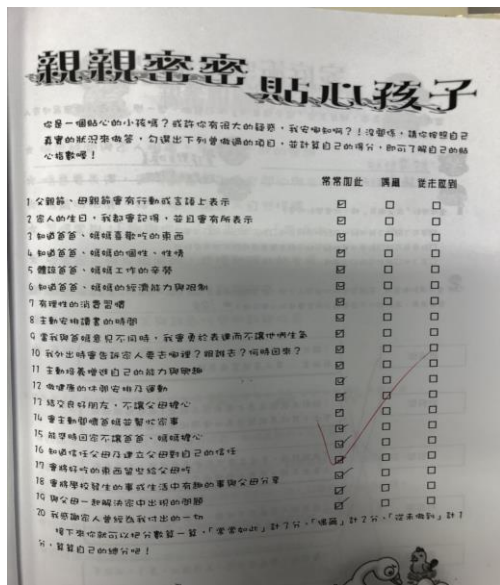 親親密密 貼心孩子
你是一個貼心的小孩嗎？或許你有很大的疑惑，我安哪知啊？！沒關係，請你按照自己
真實的狀況來做答，勾選出下列曾做過的項目，並計算自己的得分，即可了解自己的貼
心指數喔！
常常如此 偶爾 從未做到
1 父親節、母親節會有行動或言語上表示 ☑ □ □
2 家人的生日，我都會記得，並且會有所表示 ☑ □ □
3 知道爸爸、媽媽喜歡吃的東西 ☑ □ □
4 知道爸爸、媽媽的個性、性情 ☑ □ □
5 體諒爸爸、媽媽工作的辛勞 ☑ □ □
6 知道爸爸、媽媽的經濟能力與限制 ☑ □ □
7 有理性的消費習慣 ☑ □ □
8 主動安排讀書的時間 ☑ □ □
9 當我與爸媽意見不同時，我會勇於表達而不讓他們生氣 ☑ □ □
10 我外出時會告訴家人要去哪裡？跟誰去？何時回來？ ☑ □ □
11 主動培養增進自己的能力與興趣 ☑ □ □
12 做健康的休閒安排及運動 ☑ □ □
13 結交良好朋友，不讓父母擔心 ☑ □ □
14 會主動關懷爸媽並幫忙家事 ☑ □ □
15 能準時回家不讓爸爸、媽媽擔心 ☑ □ □
16 知道信任父母及建立父母對自己的信任 ☑ □ □
17 會將好吃的東西留些給父母吃 ☑ □ □
18 會將學校發生的事或生活中有趣的事與父母分享 ☑ □ □
19 與父母一起解決家中出現的問題 ☑ □ □
20 我感謝家人曾經為我付出的一切 ☑ □ □
接下來你就可以把分數算一算，「常常如此」計3分，「偶爾」計2分，「從未做到」計1
分，算算自己的總分吧！